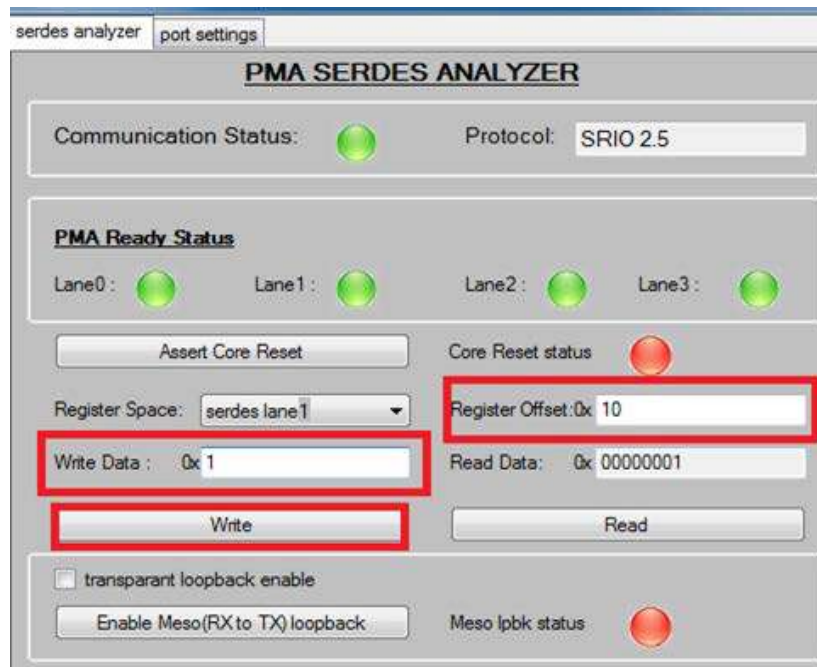 serdes analyzer port settings
PMA SERDES ANALYZER
Communication Status: Protocol: SRIO 2.5
PMA Ready Status
Lane0 : Lane1 : Lane2 : Lane3 :
Assert Core Reset Core Reset status
Register Space: serdes lane1 Register Offset:0x 10
Write Data : 0x 1 Read Data: 0x 00000001
Write Read
transparant loopback enable
Enable Meso(RX to TX) loopback Meso lpbk status